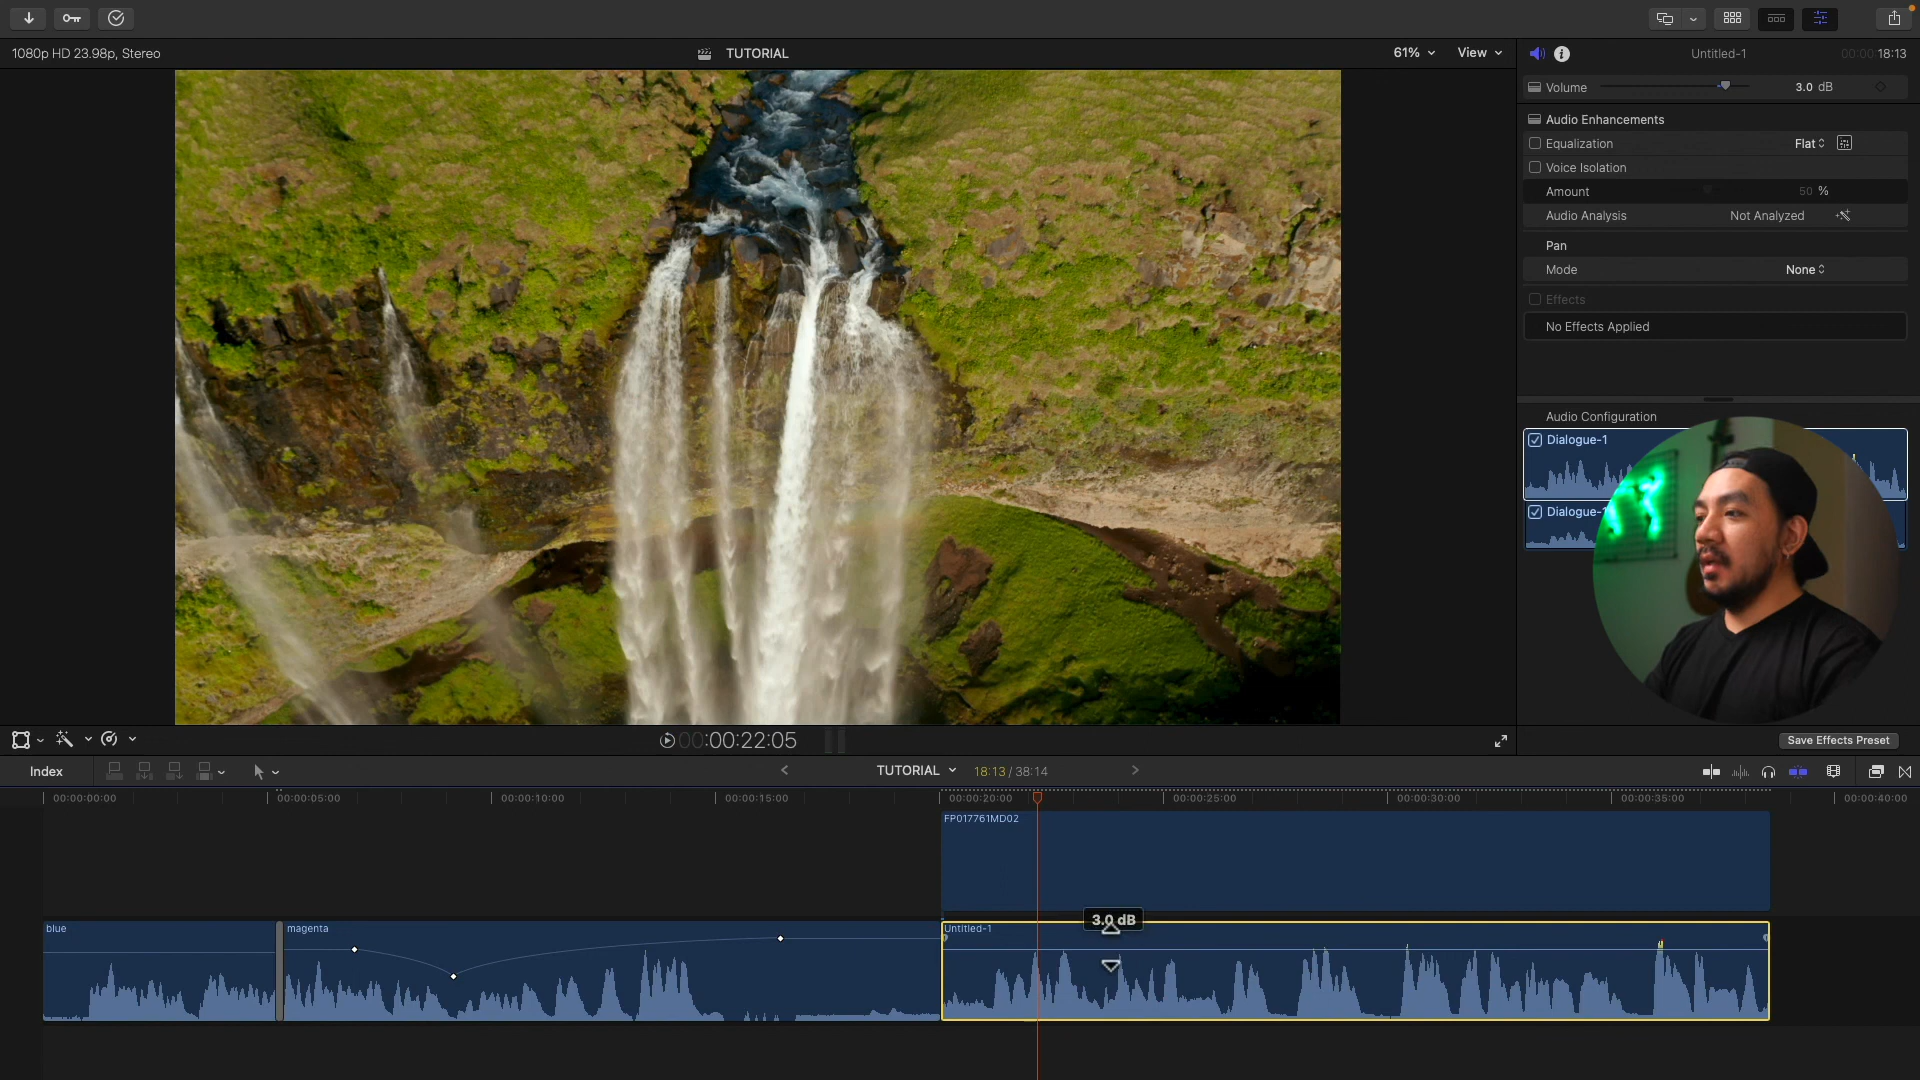 1080p HD 23.98p, Stereo
TUTORIAL
61%
View
Untitled-1
00:00:18:13
Volume
3.0 dB
Audio Enhancements
Equalization
Flat
Voice Isolation
Amount
50 %
Audio Analysis
Not Analyzed
Pan
Mode
None
Effects
No Effects Applied
Audio Configuration
Dialogue-1
Dialogue-
00:00:22:05
Save Effects Preset
Index
TUTORIAL
18:13 / 38:14
00:00:00:00
00:00:05:00
00:00:10:00
00:00:15:00
00:00:20:00
00:00:25:00
00:00:30:00
00:00:35:00
00:00:40:00
FP017761MD02
3.0 dB
blue
magenta
Untitled-1